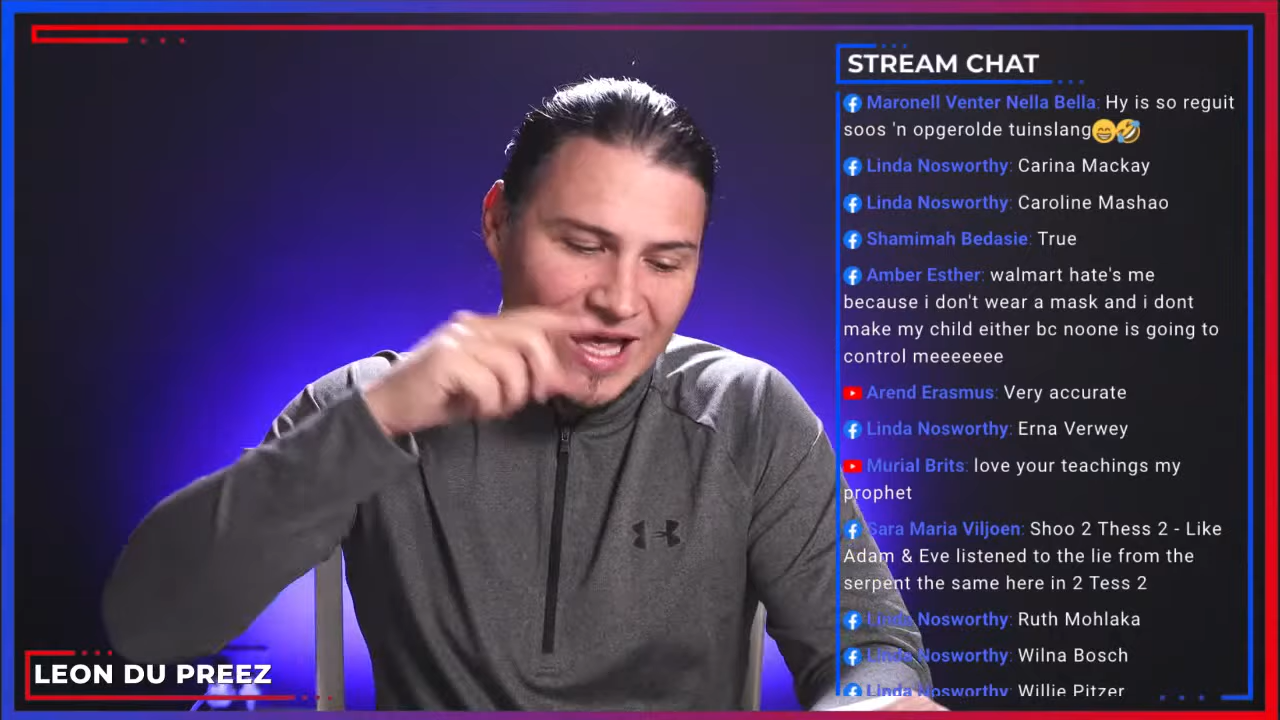 STREAM CHAT
Maronell Venter Nella Bella: Hy is so reguit
soos 'n opgerolde tuinslang😁🤣
Linda Nosworthy: Carina Mackay
Linda Nosworthy: Caroline Mashao
Shamimah Bedasie: True
Amber Esther: walmart hate's me
because i don't wear a mask and i dont
make my child either bc noone is going to
control meeeeeee
Arend Erasmus: Very accurate
Linda Nosworthy: Erna Verwey
Murial Brits: love your teachings my
prophet
Sara Maria Viljoen: Shoo 2 Thess 2 - Like
Adam & Eve listened to the lie from the
serpent the same here in 2 Tess 2
Linda Nosworthy: Ruth Mohlaka
Linda Nosworthy: Wilna Bosch
Linda Nosworthy: Willie Pitzer
LEON DU PREEZ